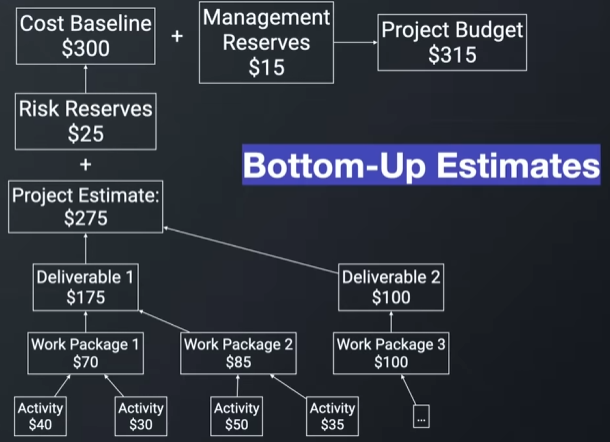 Cost Baseline
$300
+
Management
Reserves
$15
Project Budget
$315
Risk Reserves
$25
+
Bottom-Up Estimates
Project Estimate:
$275
Deliverable 1
$175
Deliverable 2
$100
Work Package 1
$70
Work Package 2
$85
Work Package 3
$100
Activity
$40
Activity
$30
Activity
$50
Activity
$35
...